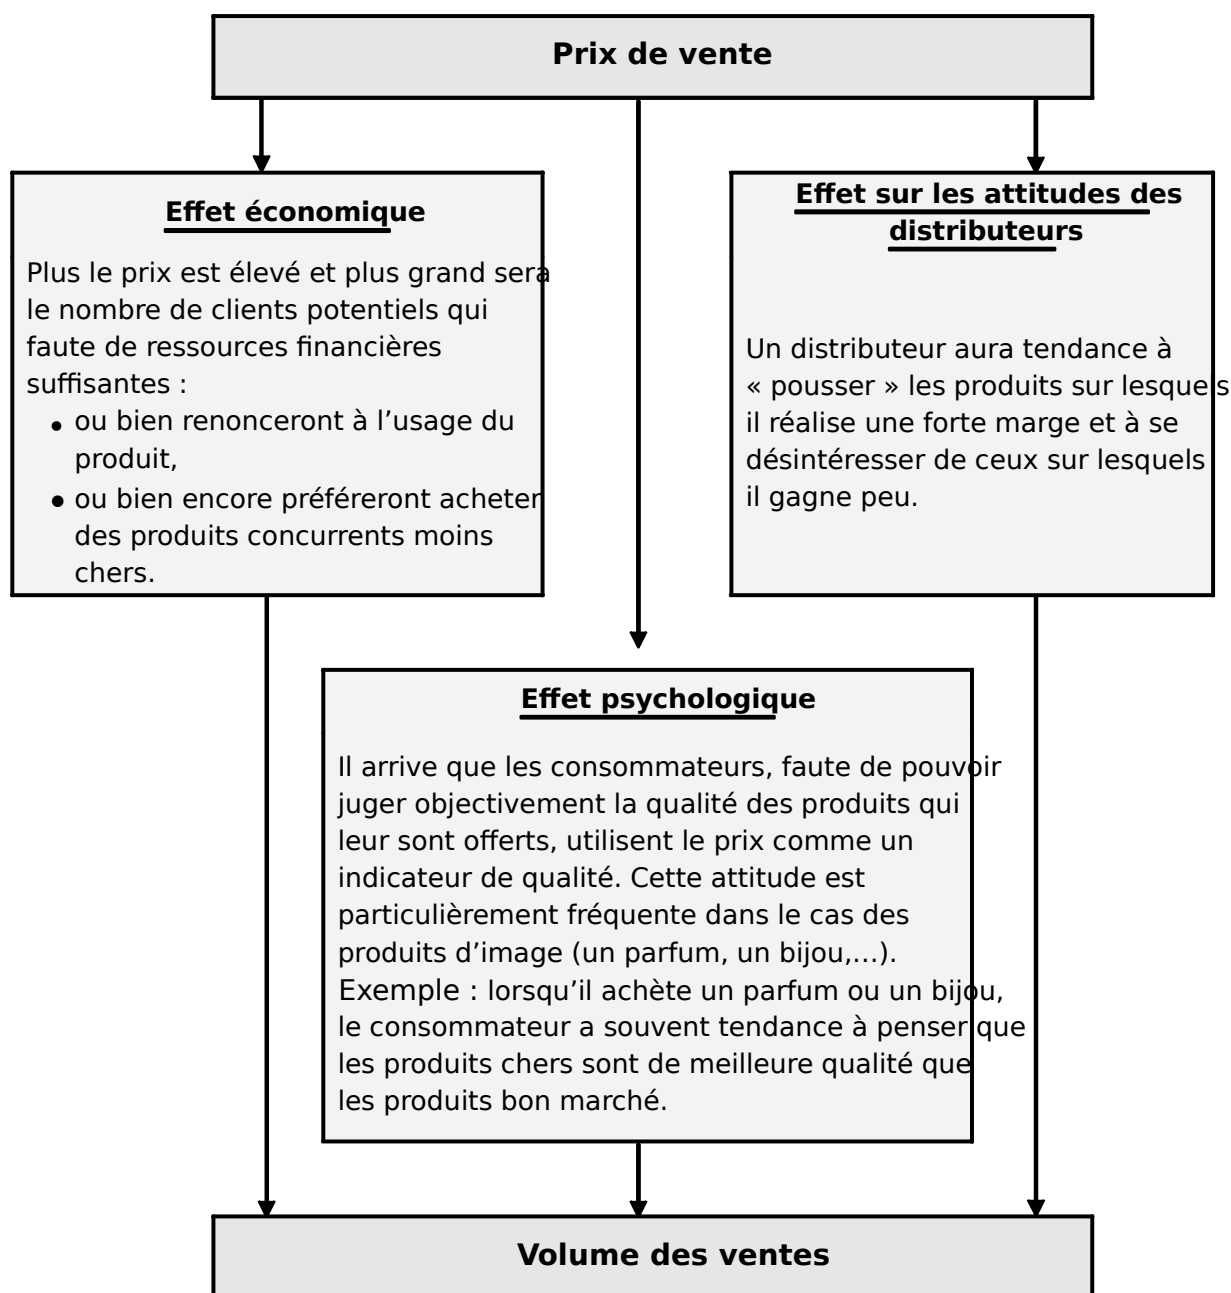 Prix de vente
Effet économique
Plus le prix est élevé et plus grand sera
le nombre de clients potentiels qui
faute de ressources financières
suffisantes :
• ou bien renonceront à l’usage du
produit,
• ou bien encore préféreront acheter
des produits concurrents moins
chers.
Effet sur les attitudes des
distributeurs
Un distributeur aura tendance à
« pousser » les produits sur lesquels
il réalise une forte marge et à se
désintéresser de ceux sur lesquels
il gagne peu.
Effet psychologique
Il arrive que les consommateurs, faute de pouvoir
juger objectivement la qualité des produits qui
leur sont offerts, utilisent le prix comme un
indicateur de qualité. Cette attitude est
particulièrement fréquente dans le cas des
produits d’image (un parfum, un bijou,…).
Exemple : lorsqu’il achète un parfum ou un bijou,
le consommateur a souvent tendance à penser que
les produits chers sont de meilleure qualité que
les produits bon marché.
Volume des ventes